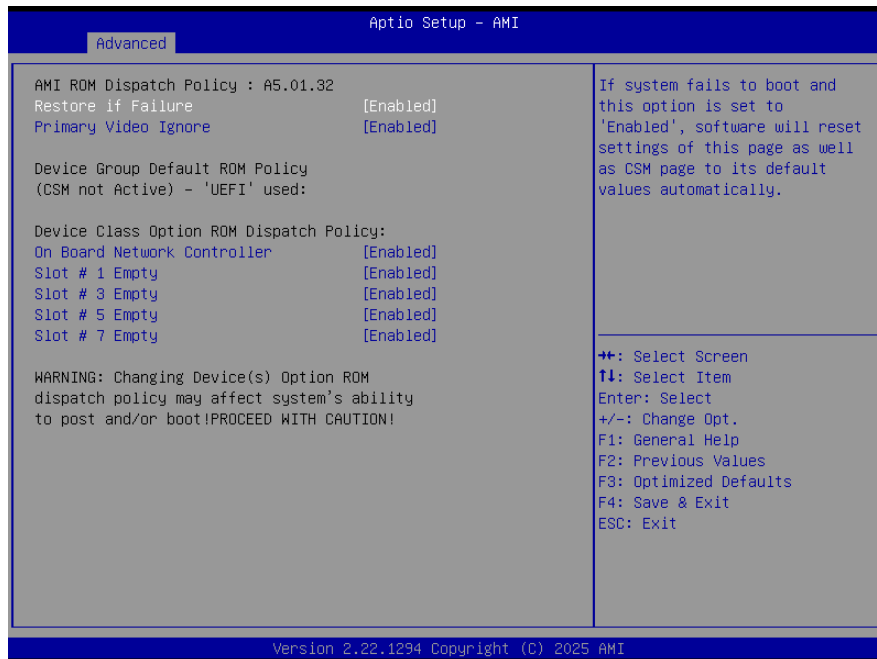 Aptio Setup – AMI
Advanced
AMI ROM Dispatch Policy : A5.01.32
Restore if Failure [Enabled]
Primary Video Ignore [Enabled]
Device Group Default ROM Policy
(CSM not Active) – 'UEFI' used:
Device Class Option ROM Dispatch Policy:
On Board Network Controller [Enabled]
Slot # 1 Empty [Enabled]
Slot # 3 Empty [Enabled]
Slot # 5 Empty [Enabled]
Slot # 7 Empty [Enabled]
WARNING: Changing Device(s) Option ROM
dispatch policy may affect system's ability
to post and/or boot!PROCEED WITH CAUTION!
If system fails to boot and
this option is set to
'Enabled', software will reset
settings of this page as well
as CSM page to its default
values automatically.
→←: Select Screen
↑↓: Select Item
Enter: Select
+/-: Change Opt.
F1: General Help
F2: Previous Values
F3: Optimized Defaults
F4: Save & Exit
ESC: Exit
Version 2.22.1294 Copyright (C) 2025 AMI